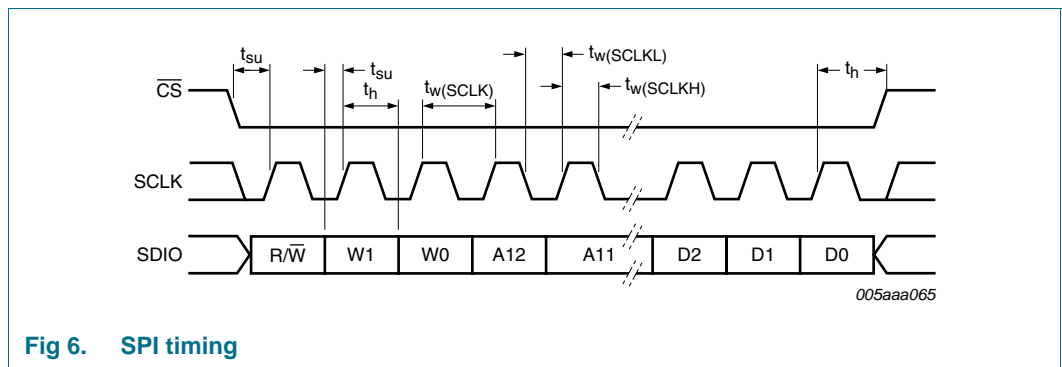 tsu
tsu
th
tw(SCLK)
tw(SCLKL)
tw(SCLKH)
th
CS
SCLK
SDIO
R/W
W1
W0
A12
A11
D2
D1
D0
005aaa065
Fig 6. SPI timing